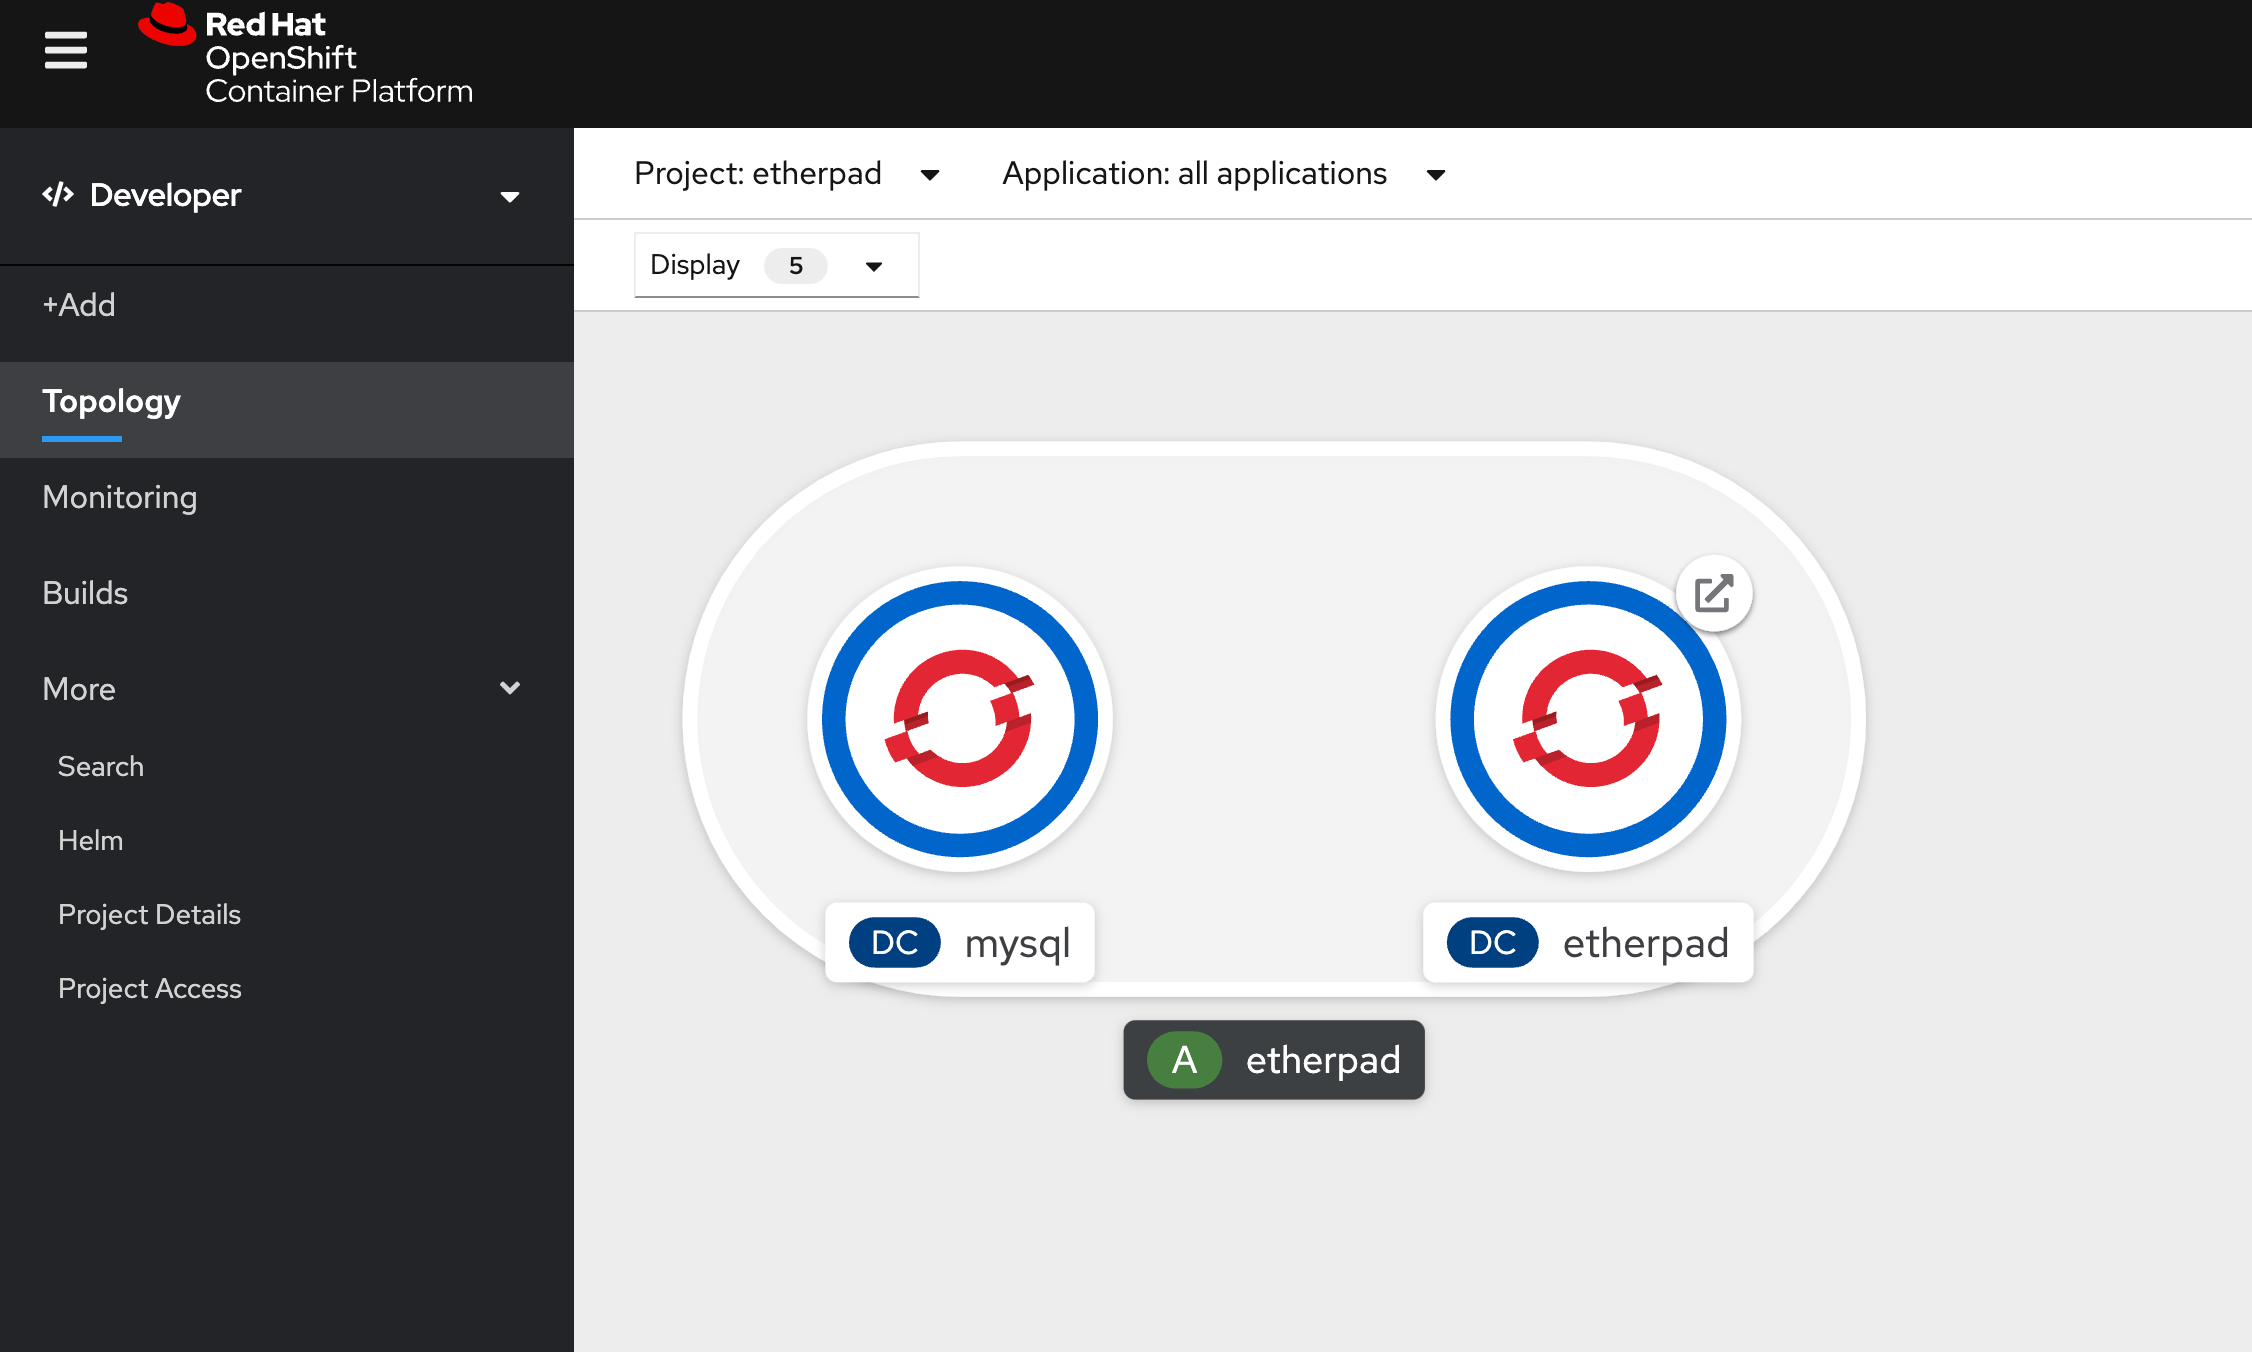 Red Hat
OpenShift
Container Platform
Developer
+Add
Topology
Monitoring
Builds
More
Search
Helm
Project Details
Project Access
Project: etherpad
Application: all applications
Display 5
DC mysql
DC etherpad
A etherpad